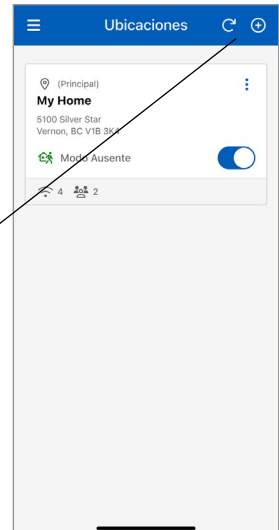 Ubicaciones
(Principal)
My Home
5100 Silver Star
Vernon, BC V1B 3K4
Modo Ausente
4 2